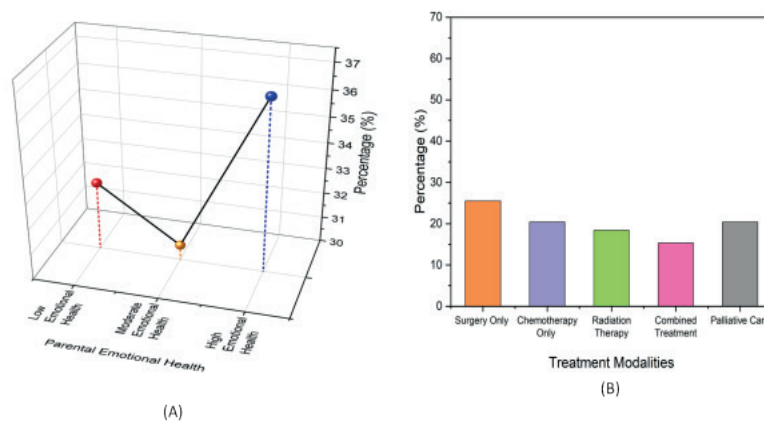 37
36
35
34
33
32
31
30
Percentage (%)
Low
Emotional
Health
Moderate
Emotional
Health
High
Emotional
Health
Parental Emotional Health
(A)
70
60
50
40
30
20
10
0
Percentage (%)
Surgery Only
Chemotherapy
Only
Radiation
Therapy
Combined
Treatment
Palliative Car
Treatment Modalities
(B)